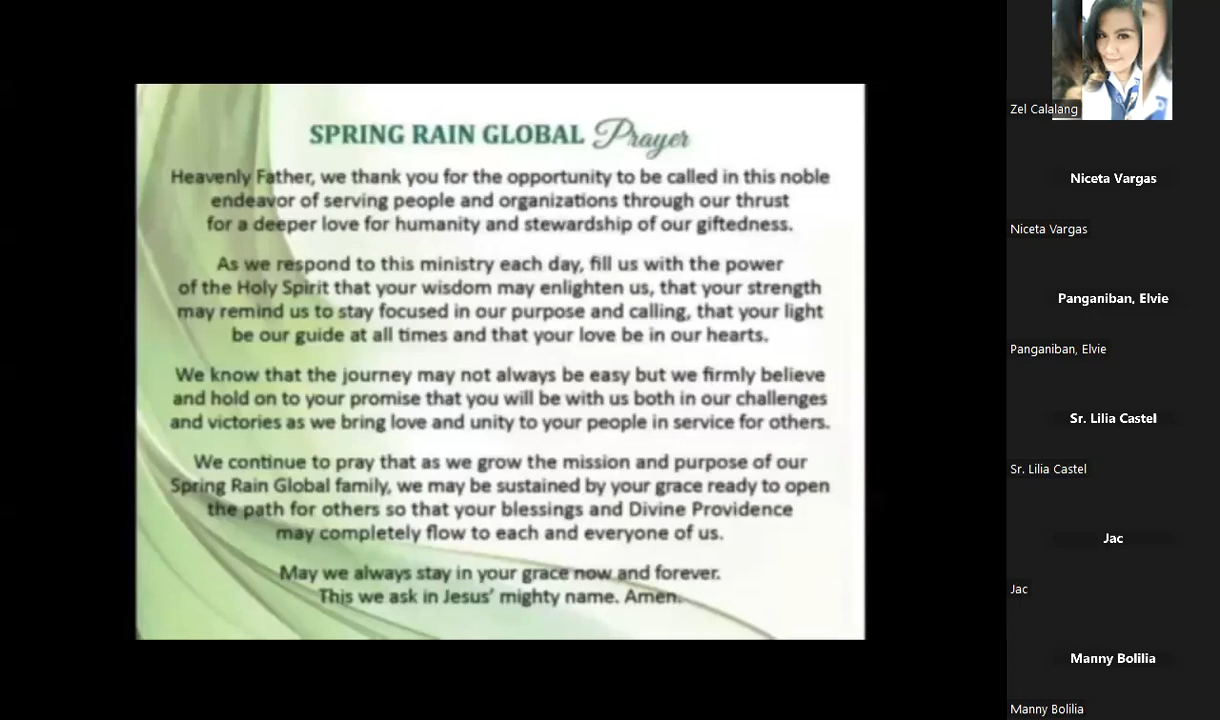 SPRING RAIN GLOBAL Prayer
Heavenly Father, we thank you for the opportunity to be called in this noble
endeavor of serving people and organizations through our thrust
for a deeper love for humanity and stewardship of our giftedness.
As we respond to this ministry each day, fill us with the power
of the Holy Spirit that your wisdom may enlighten us, that your strength
may remind us to stay focused in our purpose and calling, that your light
be our guide at all times and that your love be in our hearts.
We know that the journey may not always be easy but we firmly believe
and hold on to your promise that you will be with us both in our challenges
and victories as we bring love and unity to your people in service for others.
We continue to pray that as we grow the mission and purpose of our
Spring Rain Global family, we may be sustained by your grace ready to open
the path for others so that your blessings and Divine Providence
may completely flow to each and everyone of us.
May we always stay in your grace now and forever.
This we ask in Jesus' mighty name. Amen.
Zel Calalang
Niceta Vargas
Niceta Vargas
Panganiban, Elvie
Panganiban, Elvie
Sr. Lilia Castel
Sr. Lilia Castel
Jac
Jac
Manny Bolilia
Manny Bolilia